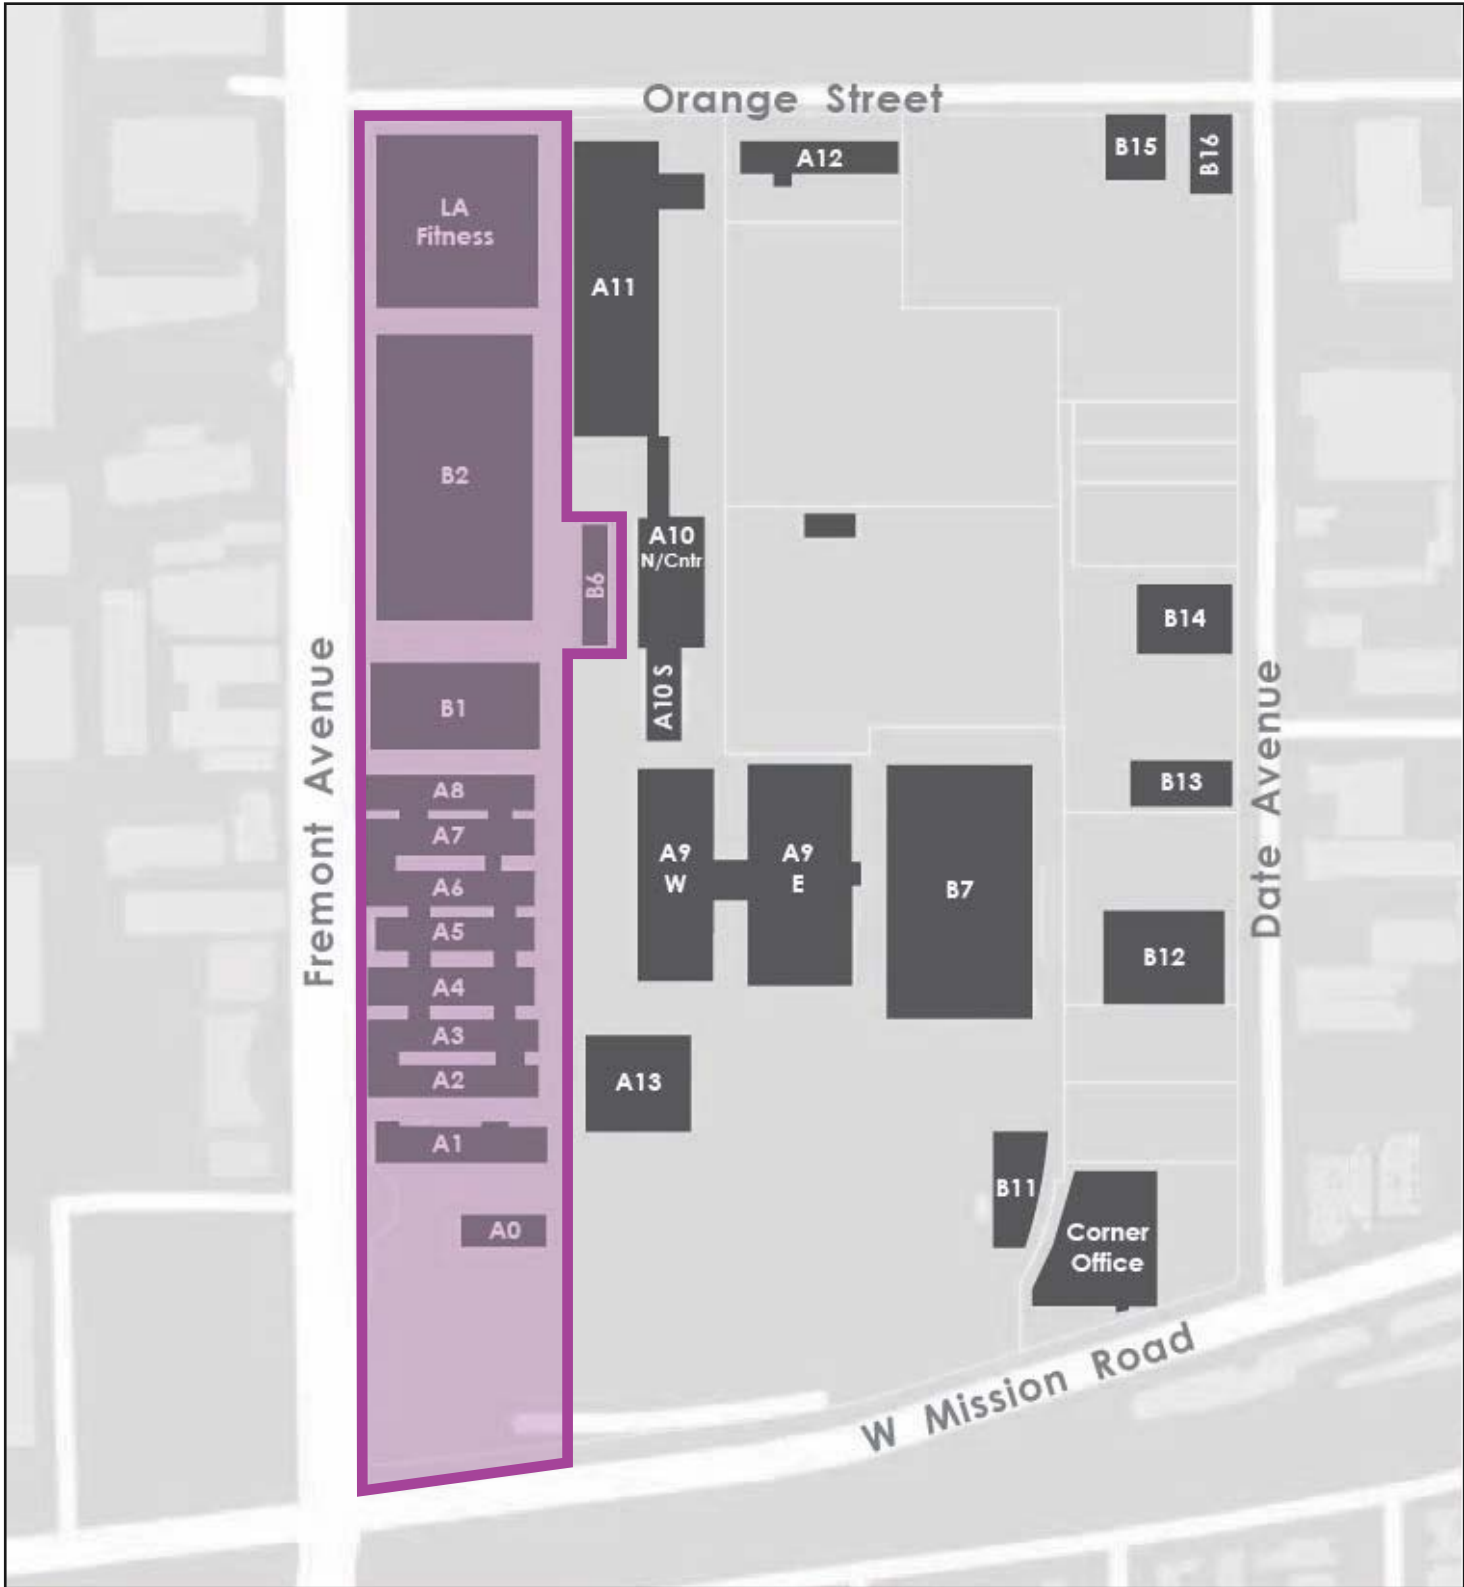 Orange Street
LA
Fitness
A11
A12
B15
B16
B2
B6
A10
N/Cntr
A10 S
B14
B1
Fremont Avenue
Date Avenue
A8
A7
A6
A5
A4
A3
A2
A1
A0
A9
W
A9
E
B7
B13
B12
A13
B11
Corner
Office
W Mission Road